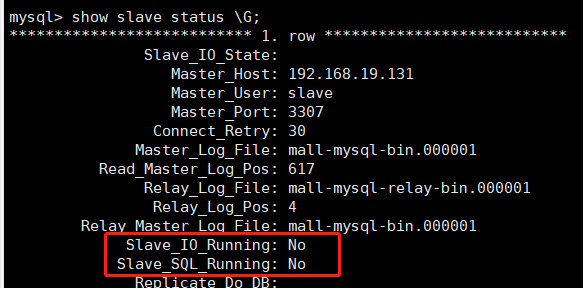 mysql> show slave status \G;
*************************** 1. row ***************************
Slave_IO_State:
Master_Host: 192.168.19.131
Master_User: slave
Master_Port: 3307
Connect_Retry: 30
Master_Log_File: mall-mysql-bin.000001
Read_Master_Log_Pos: 617
Relay_Log_File: mall-mysql-relay-bin.000001
Relay_Log_Pos: 4
Relay_Master_Log_File: mall-mysql-bin.000001
Slave_IO_Running: No
Slave_SQL_Running: No
Replicate_Do_DB: